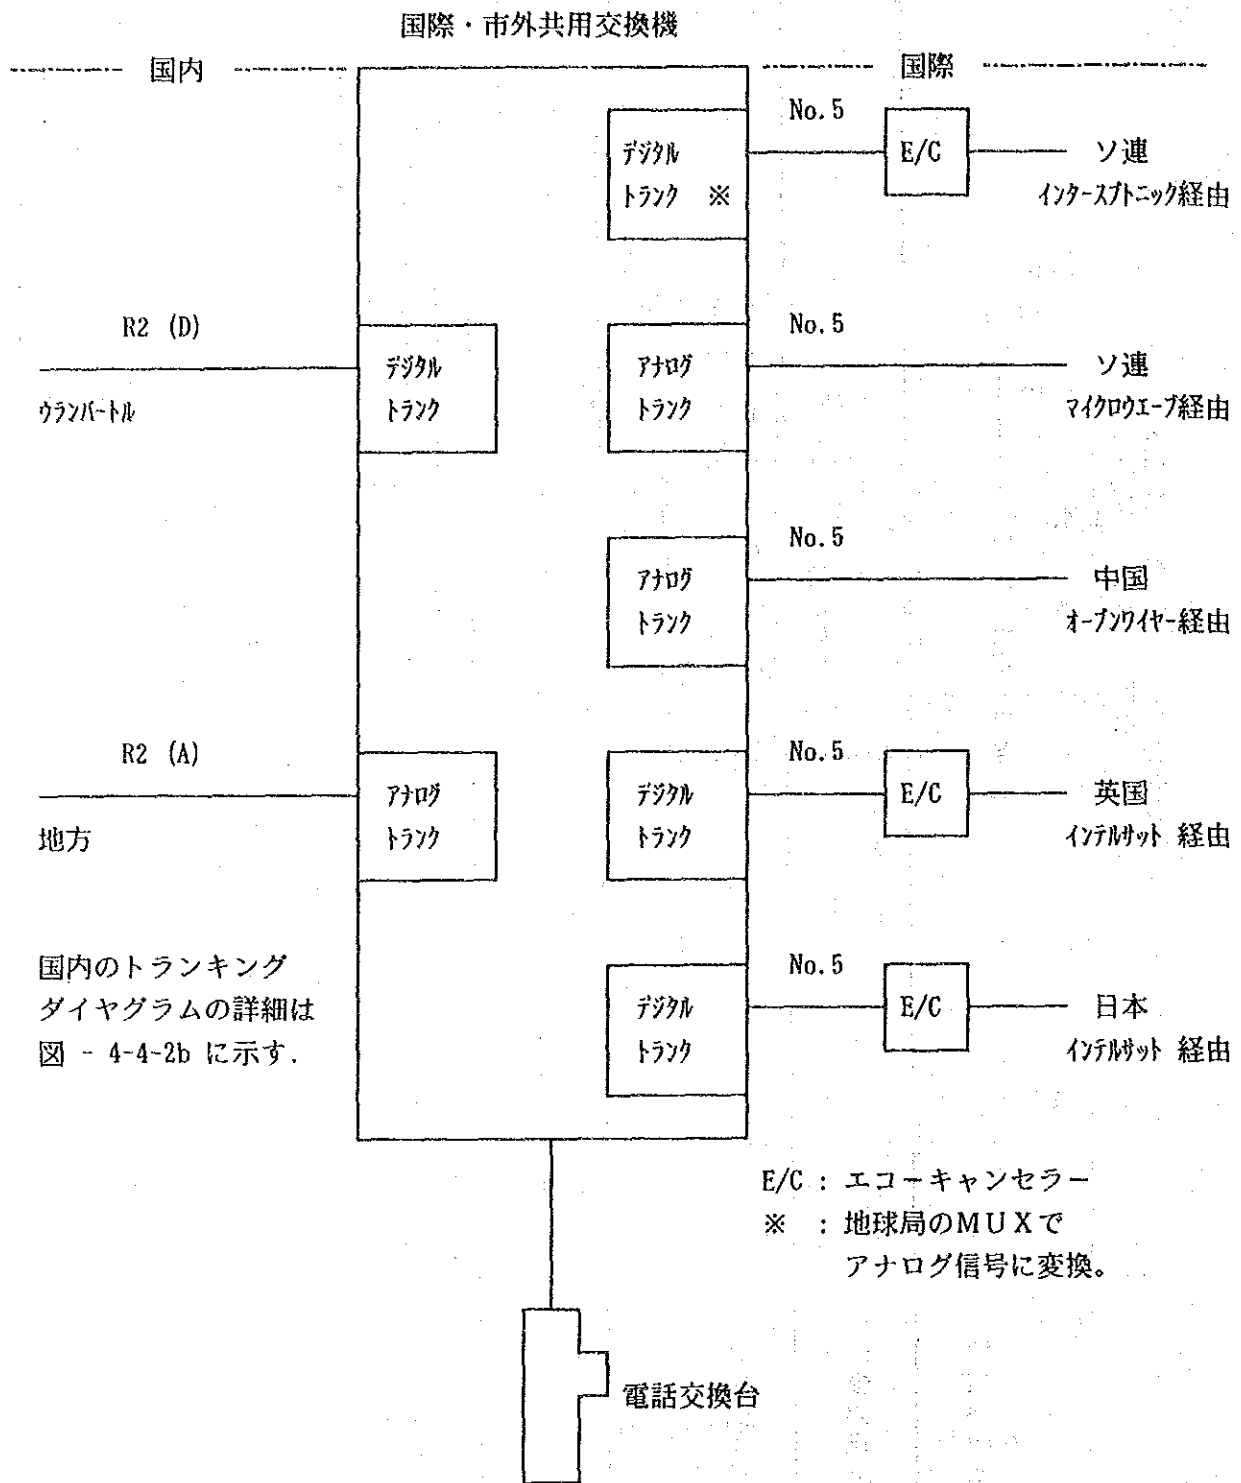 国際・市外共用交換機
国内
国際
No.5
デジタル
トランク ※
E/C
ソ連
インタースプトニック経由
R2 (D)
ウランバートル
デジタル
トランク
No.5
アナログ
トランク
ソ連
マイクロウエーブ経由
No.5
アナログ
トランク
中国
オープンワイヤー経由
R2 (A)
地方
アナログ
トランク
No.5
デジタル
トランク
E/C
英国
インテルサット 経由
国内のトランキング
ダイヤグラムの詳細は
図 - 4-4-2b に示す.
No.5
デジタル
トランク
E/C
日本
インテルサット 経由
E/C : エコーキャンセラー
※ : 地球局のMUXで
アナログ信号に変換。
電話交換台